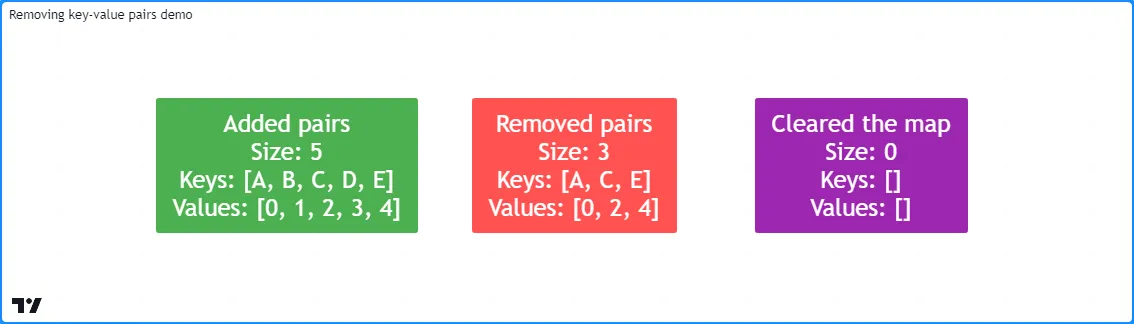 Removing key-value pairs demo
Added pairs
Size: 5
Keys: [A, B, C, D, E]
Values: [0, 1, 2, 3, 4]
Removed pairs
Size: 3
Keys: [A, C, E]
Values: [0, 2, 4]
Cleared the map
Size: 0
Keys: []
Values: []